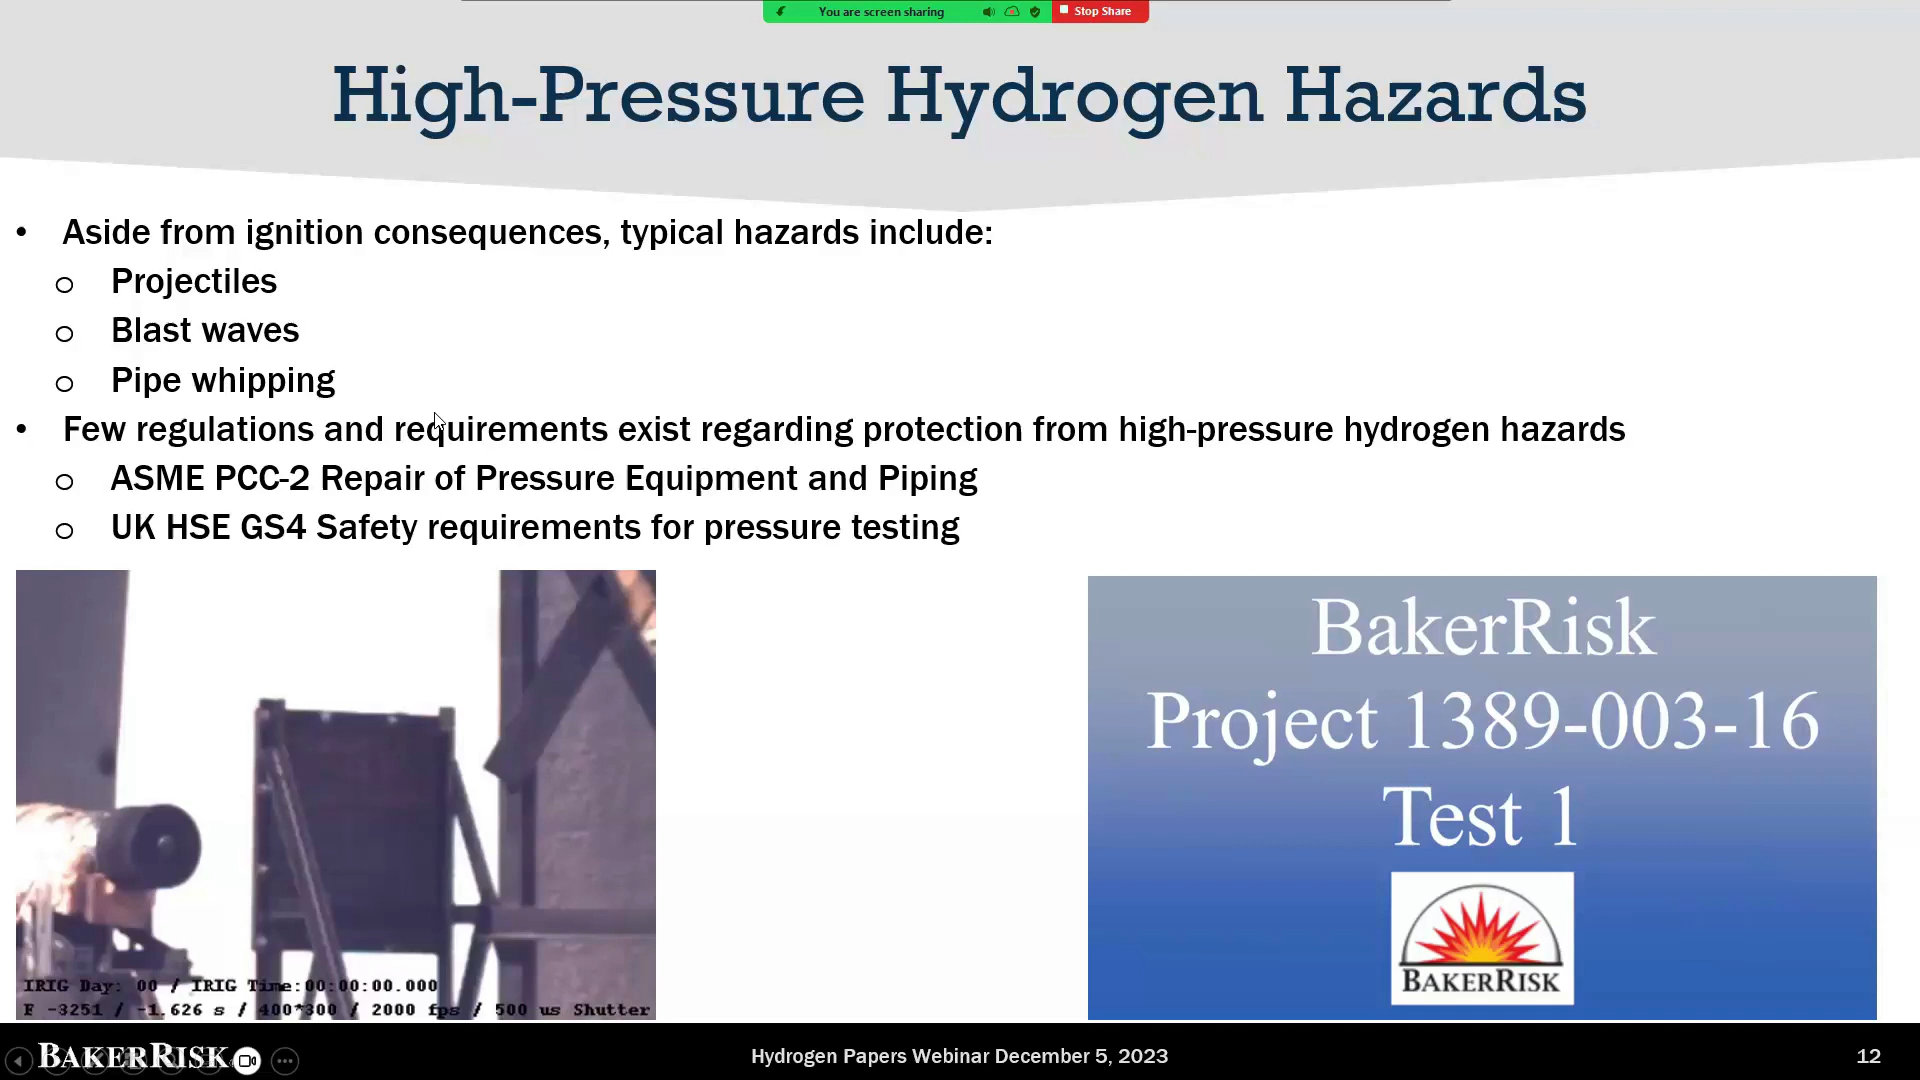 You are screen sharing
Stop Share
High-Pressure Hydrogen Hazards
• Aside from ignition consequences, typical hazards include:
o Projectiles
o Blast waves
o Pipe whipping
• Few regulations and requirements exist regarding protection from high-pressure hydrogen hazards
o ASME PCC-2 Repair of Pressure Equipment and Piping
o UK HSE GS4 Safety requirements for pressure testing
IRIG Day: 00 / IRIG Time:00:00:00.000
F -3251 / -1.626 s / 400*300 / 2000 fps / 500 us Shutter
BakerRisk
Project 1389-003-16
Test 1
BAKERRISK
BAKERRISK
Hydrogen Papers Webinar December 5, 2023
12